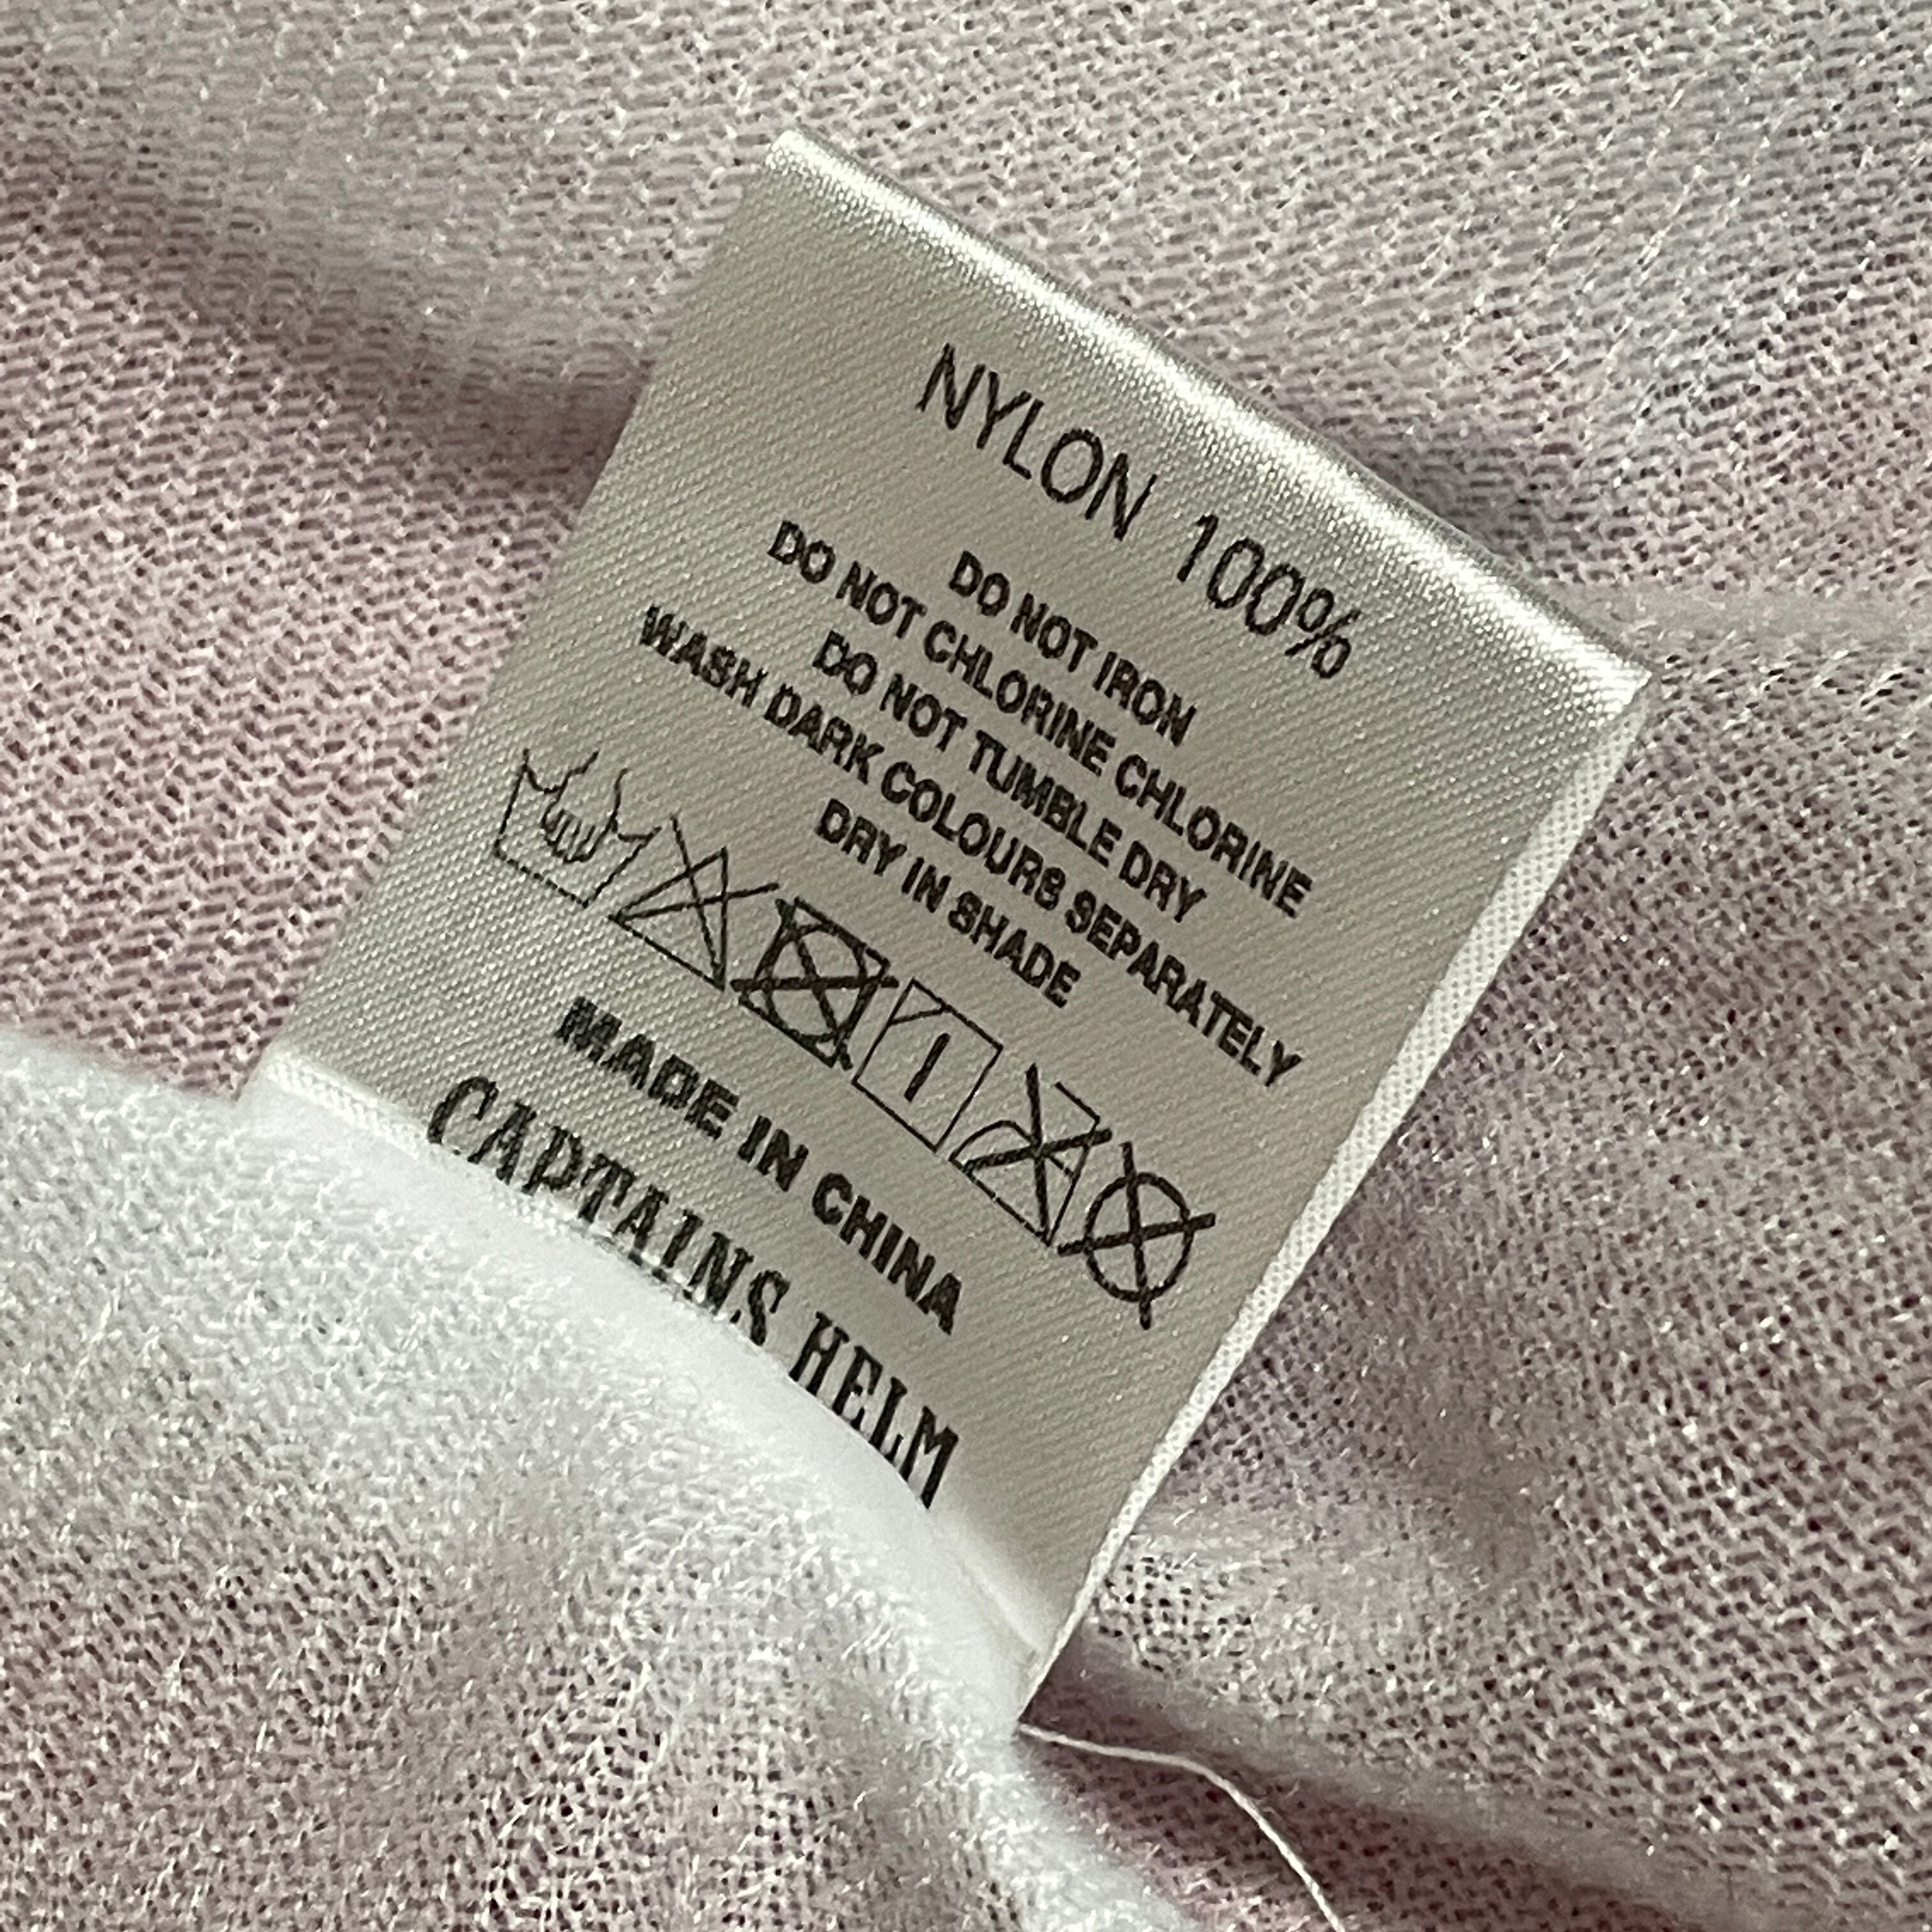 NYLON 100%
DO NOT IRON
DO NOT CHLORINE CHLORINE
DO NOT TUMBLE DRY
WASH DARK COLOURS SEPARATELY
DRY IN SHADE
MADE IN CHINA
CAPTAINS HELM